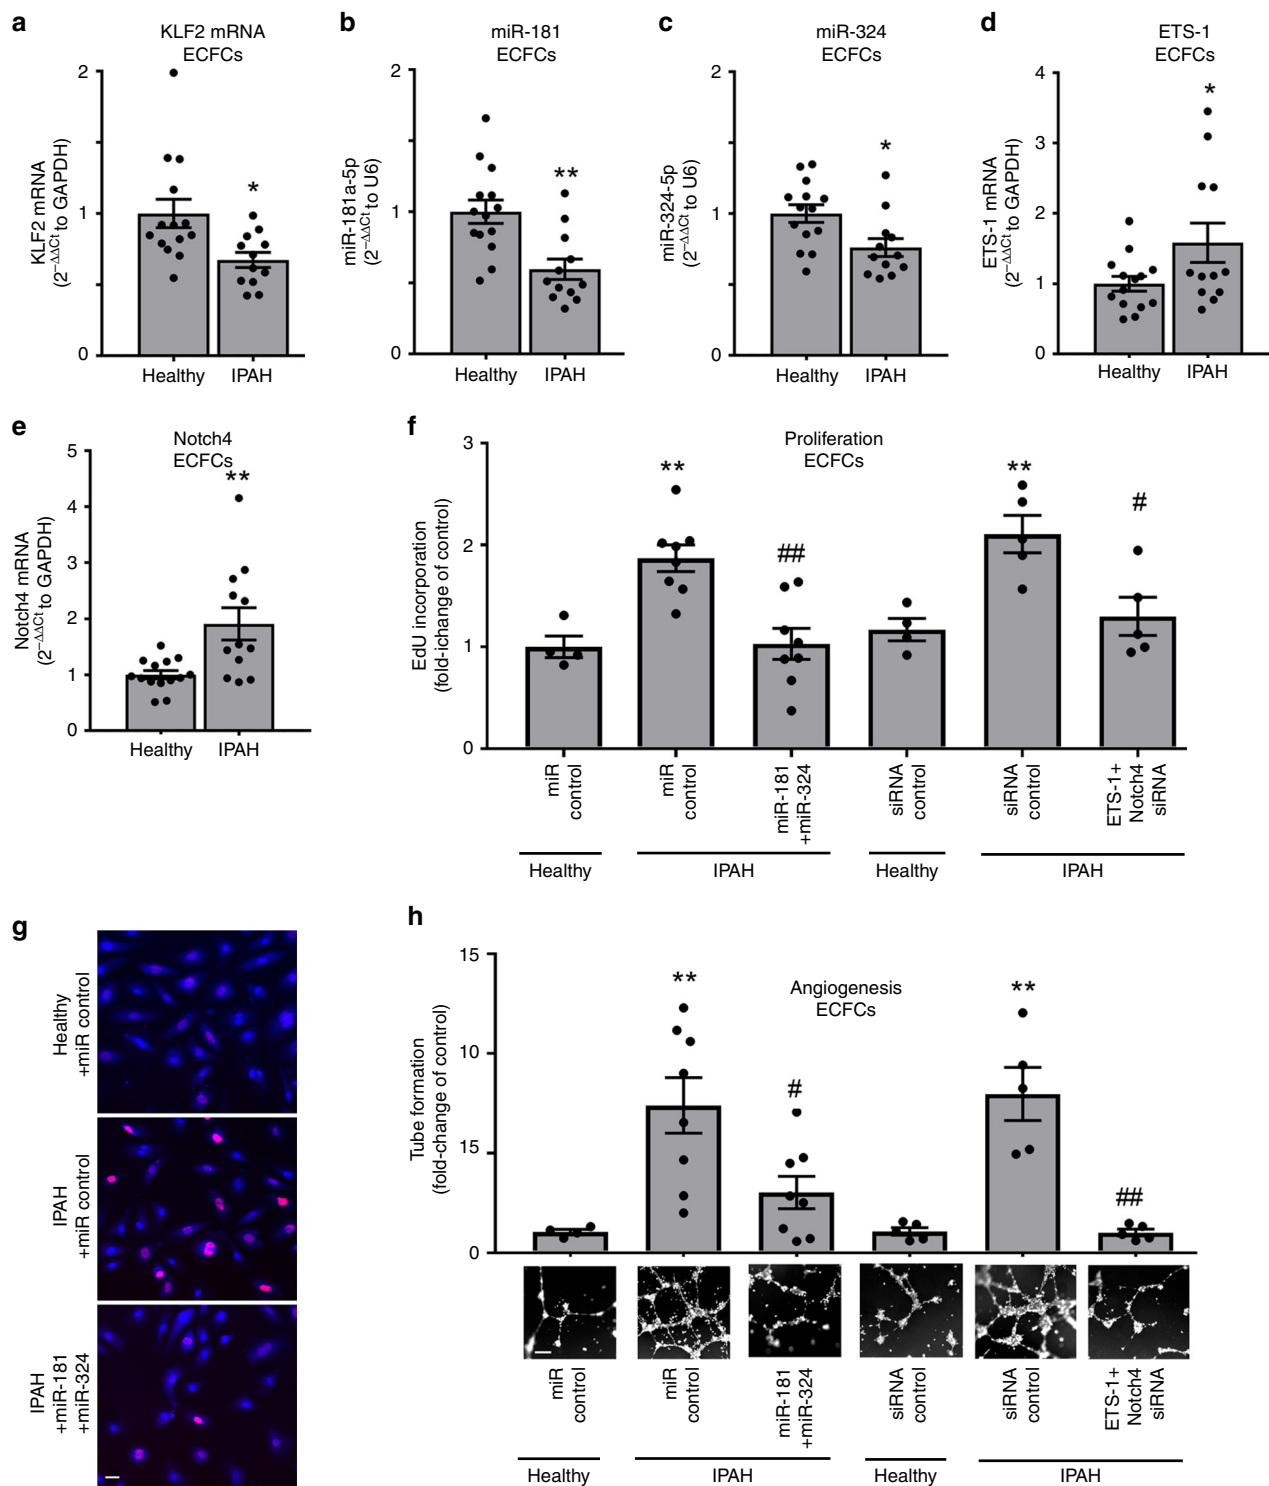 a
KLF2 mRNA
ECFCs
KLF2 mRNA
(2−ΔΔCt to GAPDH)
2
1
0
*
Healthy
IPAH
b
miR-181
ECFCs
miR-181a-5p
(2−ΔΔCt to U6)
2
1
0
**
Healthy
IPAH
c
miR-324
ECFCs
miR-324-5p
(2−ΔΔCt to U6)
2
1
0
*
Healthy
IPAH
d
ETS-1
ECFCs
ETS-1 mRNA
(2−ΔΔCt to GAPDH)
4
3
2
1
0
*
Healthy
IPAH
e
Notch4
ECFCs
Notch4 mRNA
(2−ΔΔCt to GAPDH)
5
4
3
2
1
0
**
Healthy
IPAH
f
Proliferation
ECFCs
EdU incorporation
(fold-ichange of control)
3
2
1
0
**
##
**
#
miR
control
miR
control
miR-181
+miR-324
siRNA
control
siRNA
control
ETS-1+
Notch4
siRNA
Healthy
IPAH
Healthy
IPAH
g
Healthy
+miR control
IPAH
+miR control
IPAH
+miR-181
+miR-324
h
Angiogenesis
ECFCs
Tube formation
(fold-change of control)
15
10
15
0
**
#
**
##
miR
control
miR
control
miR-181
+miR-324
siRNA
control
siRNA
control
ETS-1+
Notch4
siRNA
Healthy
IPAH
Healthy
IPAH